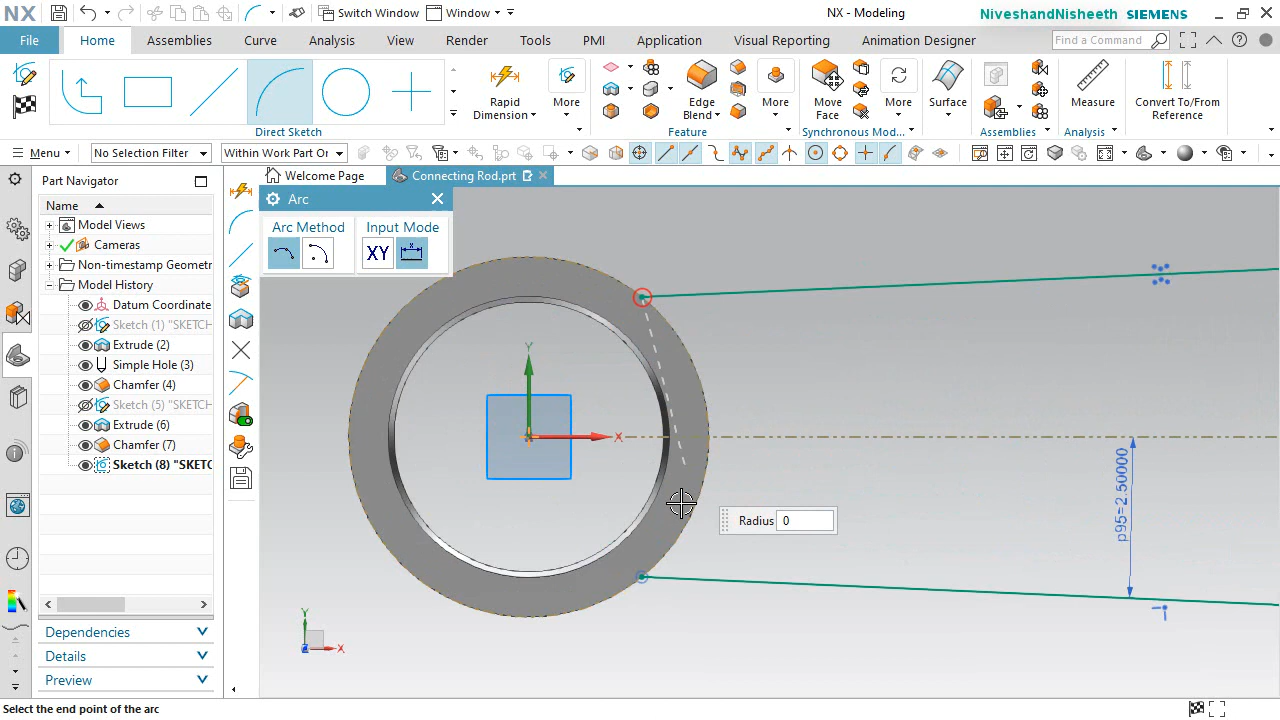 NX Switch Window Window NX - Modeling NiveshandNisheeth SIEMENS
File Home Assemblies Curve Analysis View Render Tools PMI Application Visual Reporting Animation Designer Find a Command
Rapid Dimension More Edge Blend More Move Face More Surface Measure Convert To/From Reference
Direct Sketch Feature Synchronous Mod... Assemblies Analysis
Menu No Selection Filter Within Work Part Or
Part Navigator Welcome Page Connecting Rod.prt
Name Arc
Model Views Arc Method Input Mode
Cameras XY
Non-timestamp Geometr
Model History
Datum Coordinate
Sketch (1) "SKETCH
Extrude (2)
Simple Hole (3)
Chamfer (4)
Sketch (5) "SKETCH
Extrude (6)
Chamfer (7)
Sketch (8) "SKETC
Y
X
p95=2.50000
Radius 0
Dependencies
Details
Preview
Y
X
Select the end point of the arc